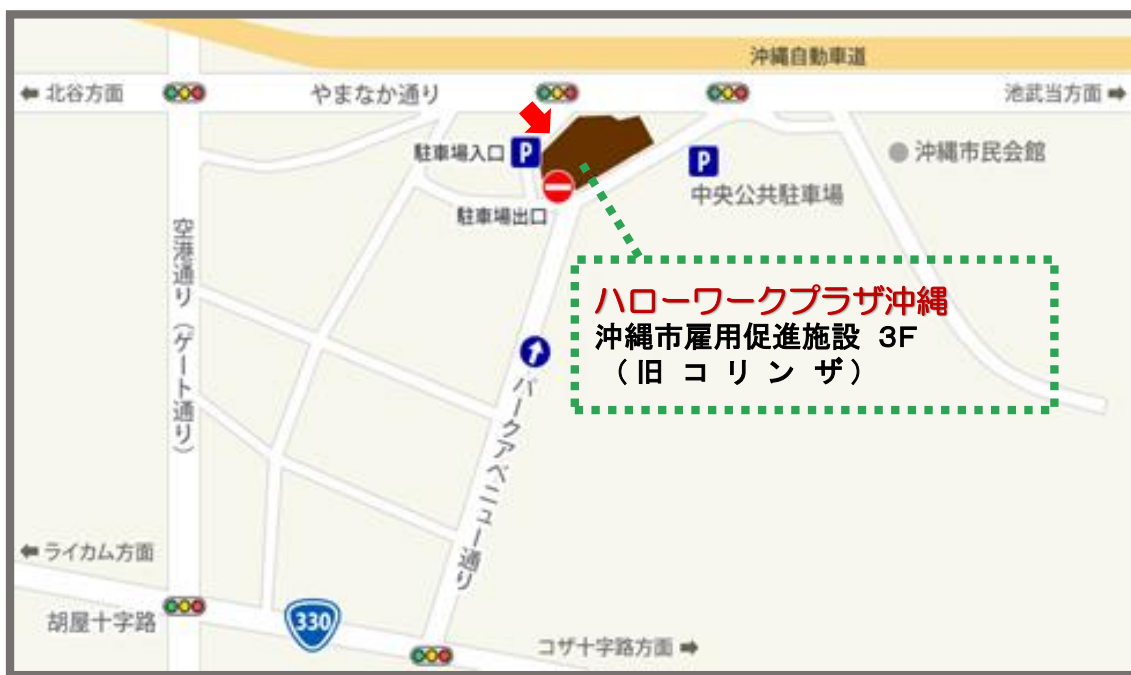 沖縄自動車道
⬅ 北谷方面
やまなか通り
池武当方面 ➡
駐車場入口 P
P
沖縄市民会館
中央公共駐車場
駐車場出口
空港通り（ゲート通り）
ハローワークプラザ沖縄
沖縄市雇用促進施設 3F
（旧 コ リ ン ザ）
パークアベニュー通り
⬅ ライカム方面
胡屋十字路
330
コザ十字路方面 ➡